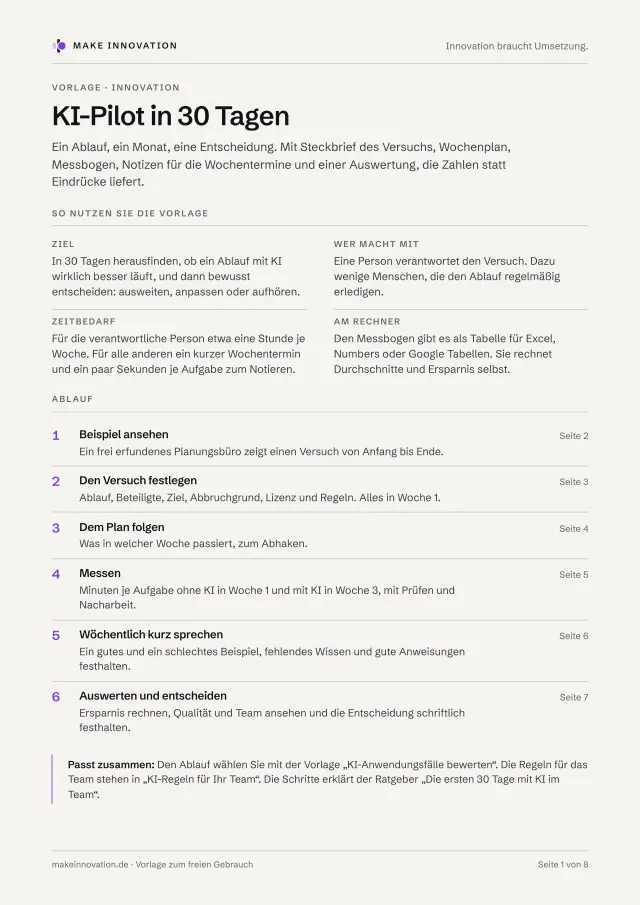 MAKE INNOVATION
Innovation braucht Umsetzung.
VORLAGE · INNOVATION
KI-Pilot in 30 Tagen
Ein Ablauf, ein Monat, eine Entscheidung. Mit Steckbrief des Versuchs, Wochenplan,
Messbogen, Notizen für die Wochentermine und einer Auswertung, die Zahlen statt
Eindrücke liefert.
SO NUTZEN SIE DIE VORLAGE
ZIEL
In 30 Tagen herausfinden, ob ein Ablauf mit KI
wirklich besser läuft, und dann bewusst
entscheiden: ausweiten, anpassen oder aufhören.
WER MACHT MIT
Eine Person verantwortet den Versuch. Dazu
wenige Menschen, die den Ablauf regelmäßig
erledigen.
ZEITBEDARF
Für die verantwortliche Person etwa eine Stunde je
Woche. Für alle anderen ein kurzer Wochentermin
und ein paar Sekunden je Aufgabe zum Notieren.
AM RECHNER
Den Messbogen gibt es als Tabelle für Excel,
Numbers oder Google Tabellen. Sie rechnet
Durchschnitte und Ersparnis selbst.
ABLAUF
1 Beispiel ansehen Seite 2
Ein frei erfundenes Planungsbüro zeigt einen Versuch von Anfang bis Ende.
2 Den Versuch festlegen Seite 3
Ablauf, Beteiligte, Ziel, Abbruchgrund, Lizenz und Regeln. Alles in Woche 1.
3 Dem Plan folgen Seite 4
Was in welcher Woche passiert, zum Abhaken.
4 Messen Seite 5
Minuten je Aufgabe ohne KI in Woche 1 und mit KI in Woche 3, mit Prüfen und
Nacharbeit.
5 Wöchentlich kurz sprechen Seite 6
Ein gutes und ein schlechtes Beispiel, fehlendes Wissen und gute Anweisungen
festhalten.
6 Auswerten und entscheiden Seite 7
Ersparnis rechnen, Qualität und Team ansehen und die Entscheidung schriftlich
festhalten.
Passt zusammen: Den Ablauf wählen Sie mit der Vorlage „KI-Anwendungsfälle bewerten“. Die Regeln für das
Team stehen in „KI-Regeln für Ihr Team“. Die Schritte erklärt der Ratgeber „Die ersten 30 Tage mit KI im
Team“.
makeinnovation.de · Vorlage zum freien Gebrauch
Seite 1 von 8